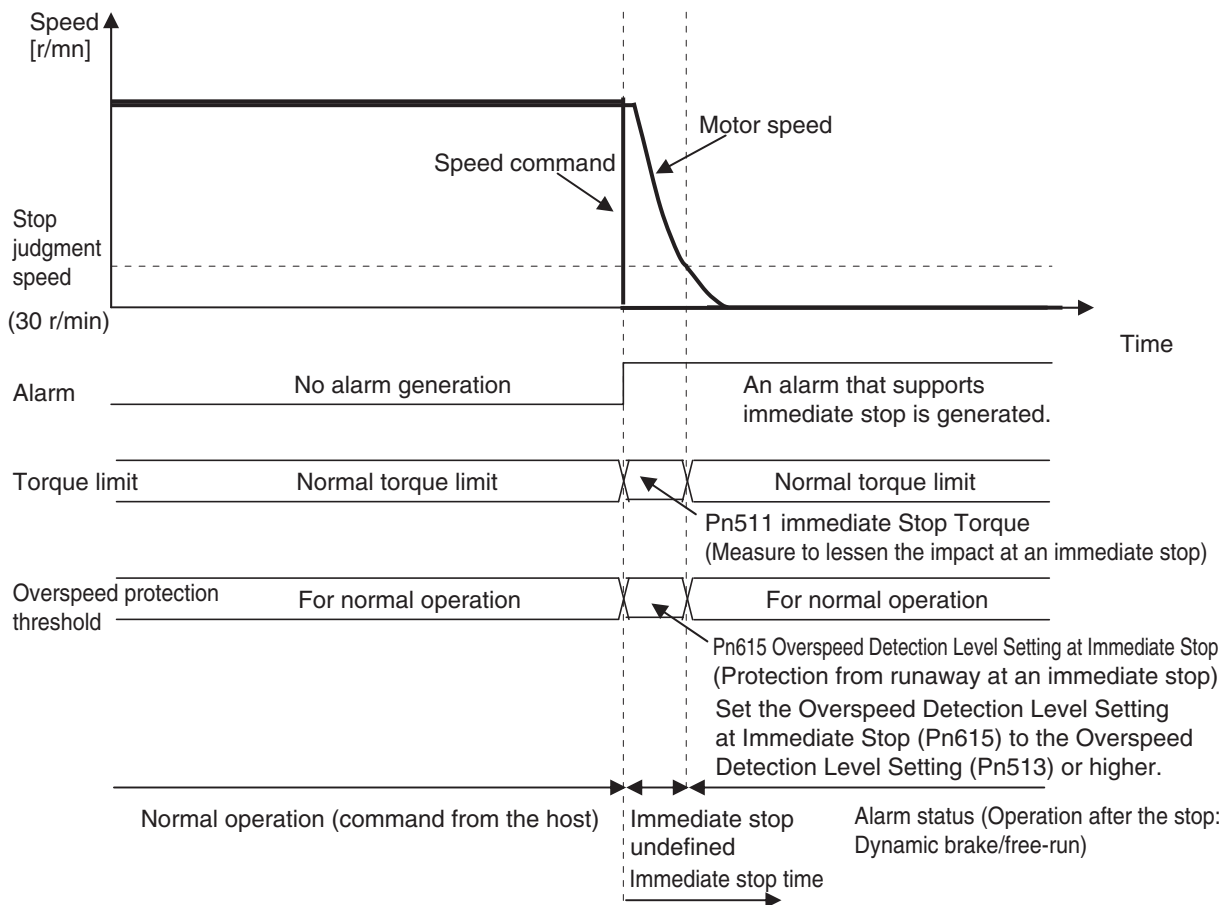 Speed
[r/mn]
Motor speed
Speed command
Stop
judgment
speed
(30 r/min)
Time
Alarm
No alarm generation
An alarm that supports
immediate stop is generated.
Torque limit
Normal torque limit
Normal torque limit
Pn511 immediate Stop Torque
(Measure to lessen the impact at an immediate stop)
Overspeed protection
threshold
For normal operation
For normal operation
Pn615 Overspeed Detection Level Setting at Immediate Stop
(Protection from runaway at an immediate stop)
Set the Overspeed Detection Level Setting
at Immediate Stop (Pn615) to the Overspeed
Detection Level Setting (Pn513) or higher.
Normal operation (command from the host)
Immediate stop
undefined
Immediate stop time
Alarm status (Operation after the stop:
Dynamic brake/free-run)